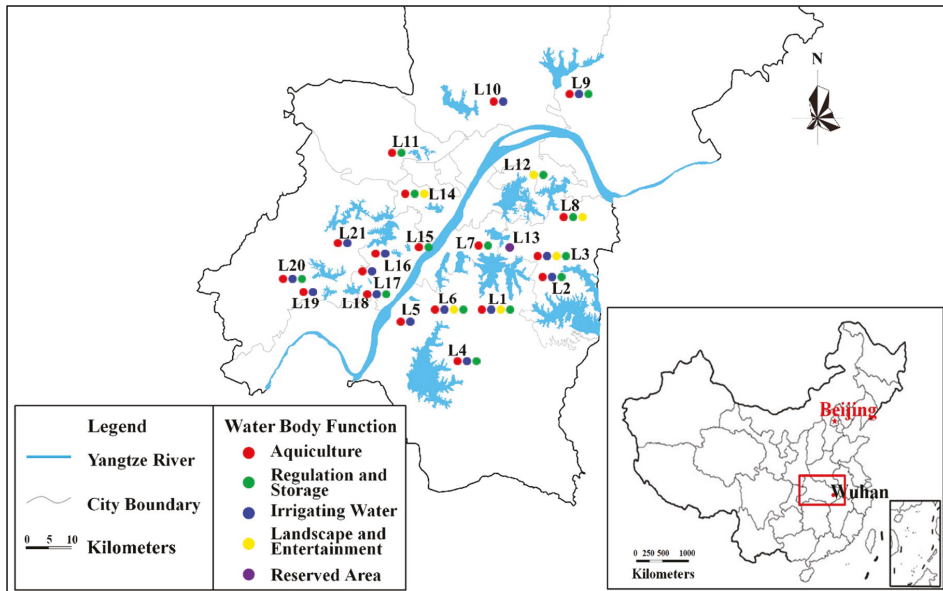 L9
L10
N
L11
L12
L14
L8
L21
L15
L7
L13
L3
L20
L16
L2
L17
L19
L18
L6
L1
L5
L4
Legend
Yangtze River
City Boundary
0 5 10
Kilometers
Water Body Function
Aquiculture
Regulation and
Storage
Irrigating Water
Landscape and
Entertainment
Reserved Area
Beijing
Wuhan
0 250 500 1000
Kilometers